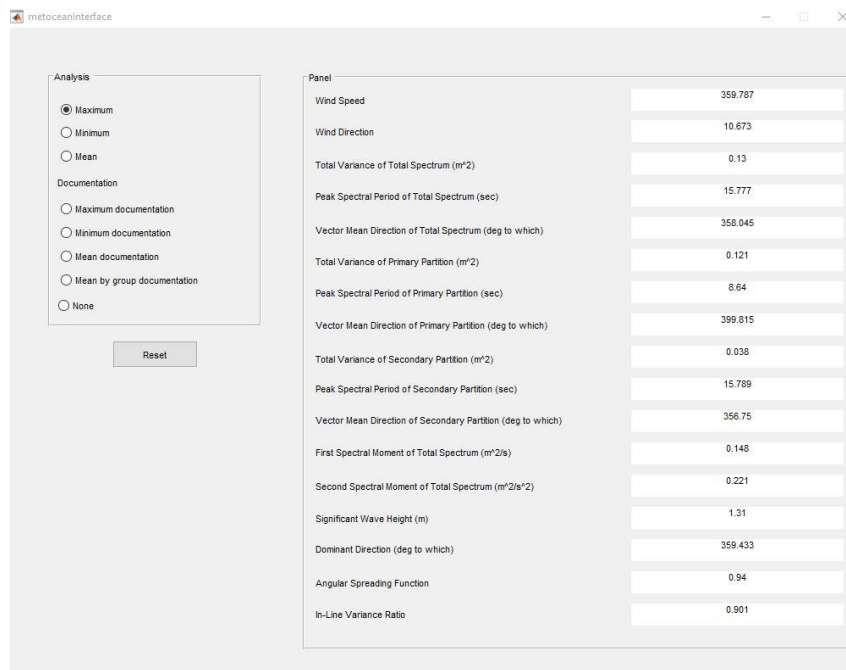 metoceanInterface
Analysis
Maximum
Minimum
Mean
Documentation
Maximum documentation
Minimum documentation
Mean documentation
Mean by group documentation
None
Reset
Panel
Wind Speed 359.787
Wind Direction 10.673
Total Variance of Total Spectrum (m^2) 0.13
Peak Spectral Period of Total Spectrum (sec) 15.777
Vector Mean Direction of Total Spectrum (deg to which) 358.045
Total Variance of Primary Partition (m^2) 0.121
Peak Spectral Period of Primary Partition (sec) 8.64
Vector Mean Direction of Primary Partition (deg to which) 399.815
Total Variance of Secondary Partition (m^2) 0.038
Peak Spectral Period of Secondary Partition (sec) 15.789
Vector Mean Direction of Secondary Partition (deg to which) 356.75
First Spectral Moment of Total Spectrum (m^2/s) 0.148
Second Spectral Moment of Total Spectrum (m^2/s^2) 0.221
Significant Wave Height (m) 1.31
Dominant Direction (deg to which) 359.433
Angular Spreading Function 0.94
In-Line Variance Ratio 0.901